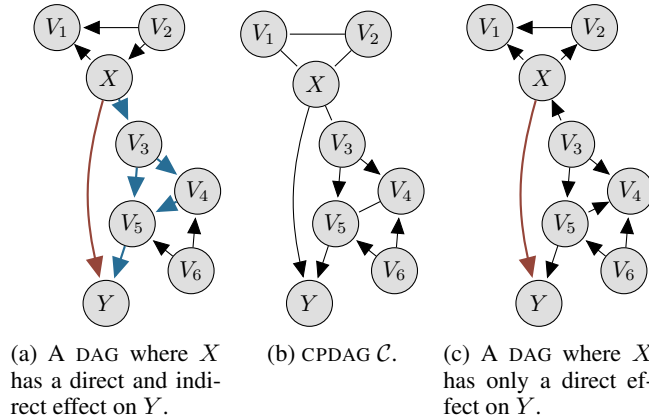 V1 V2 V1 V2 V1 V2
X X X
V3 V3 V3
V4 V4 V4
V5 V5 V5
V6 V6 V6
Y Y Y
(a) A DAG where X
has a direct and indi-
rect effect on Y.
(b) CPDAG C.
(c) A DAG where X
has only a direct ef-
fect on Y.